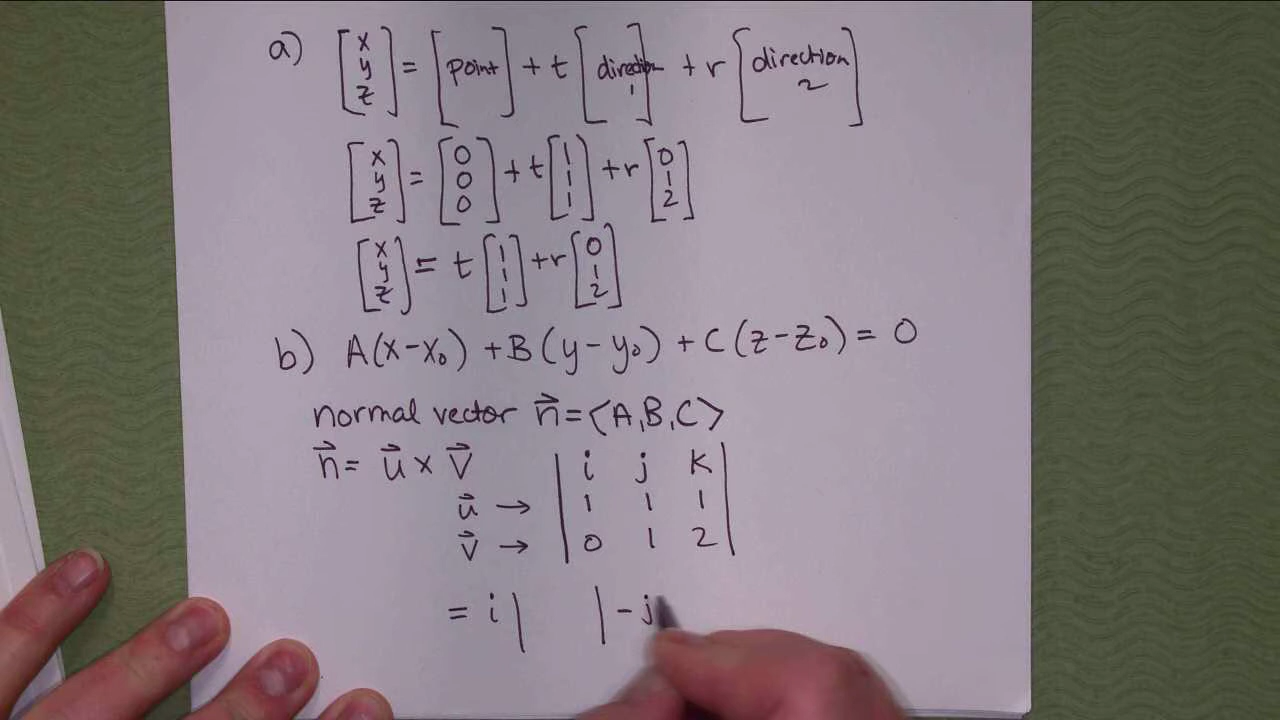 a) [x y z] = [point] + t [direction 1] + r [direction 2]
[x y z] = [0 0 0] + t [1 1 1] + r [0 1 2]
[x y z] = t [1 1 1] + r [0 1 2]
b) A(x-x₀) + B(y-y₀) + C(z-z₀) = 0
normal vector n⃗ = ⟨A,B,C⟩
n⃗ = u⃗ × v⃗ | i j k |
u⃗ → | 1 1 1 |
v⃗ → | 0 1 2 |
= i | | - j